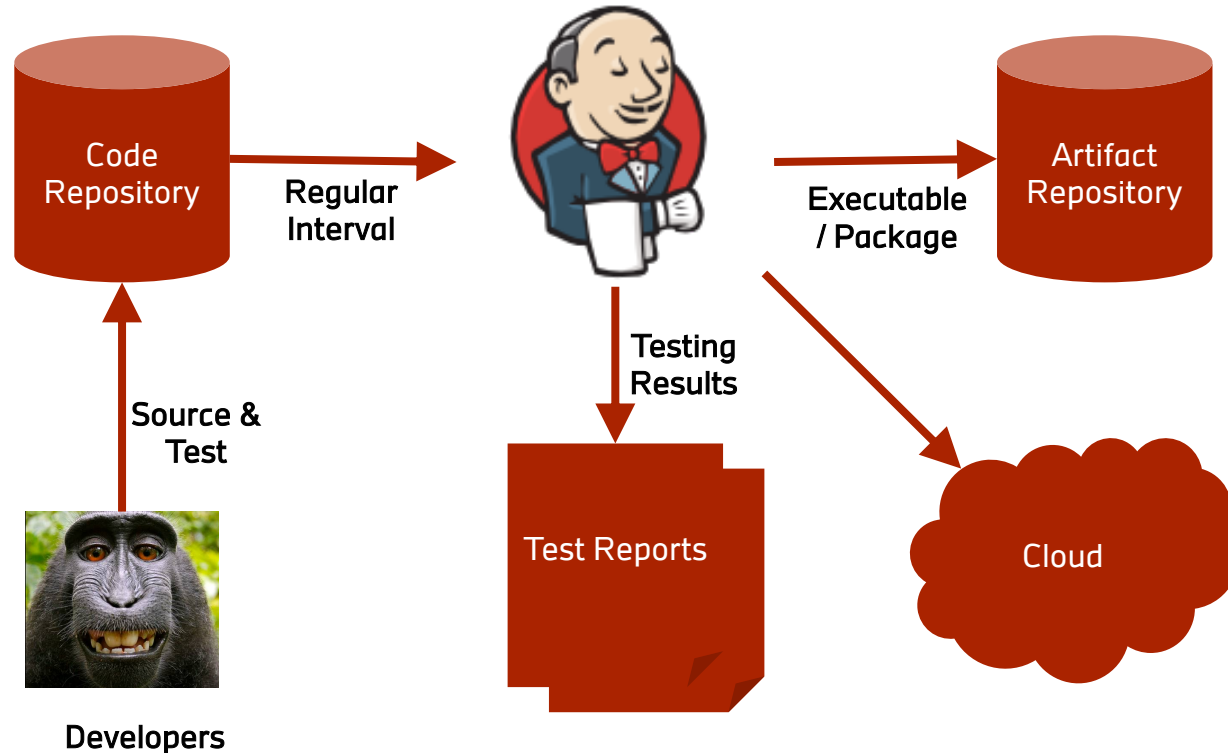 Code
Repository
Regular
Interval
Executable
/ Package
Artifact
Repository
Testing
Results
Source &
Test
Test Reports
Cloud
Developers